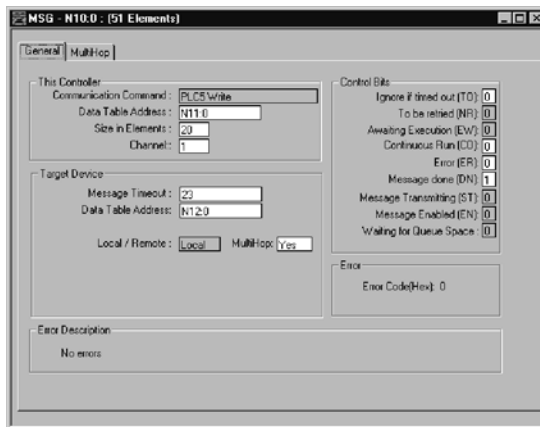 MSG - N10:0 : (51 Elements)
General MultiHop
This Controller
Communication Command : PLC5 Write
Data Table Address : N11:0
Size in Elements : 20
Channel: 1
Target Device
Message Timeout : 23
Data Table Address: N12:0
Local / Remote : Local MultiHop: Yes
Control Bits
Ignore if timed out (TO): 0
To be retried (NR): 0
Awaiting Execution (EW): 0
Continuous Run (CO): 0
Error (ER): 0
Message done (DN): 1
Message Transmitting (ST): 0
Message Enabled (EN): 0
Waiting for Queue Space : 0
Error
Error Code(Hex): 0
Error Description
No errors